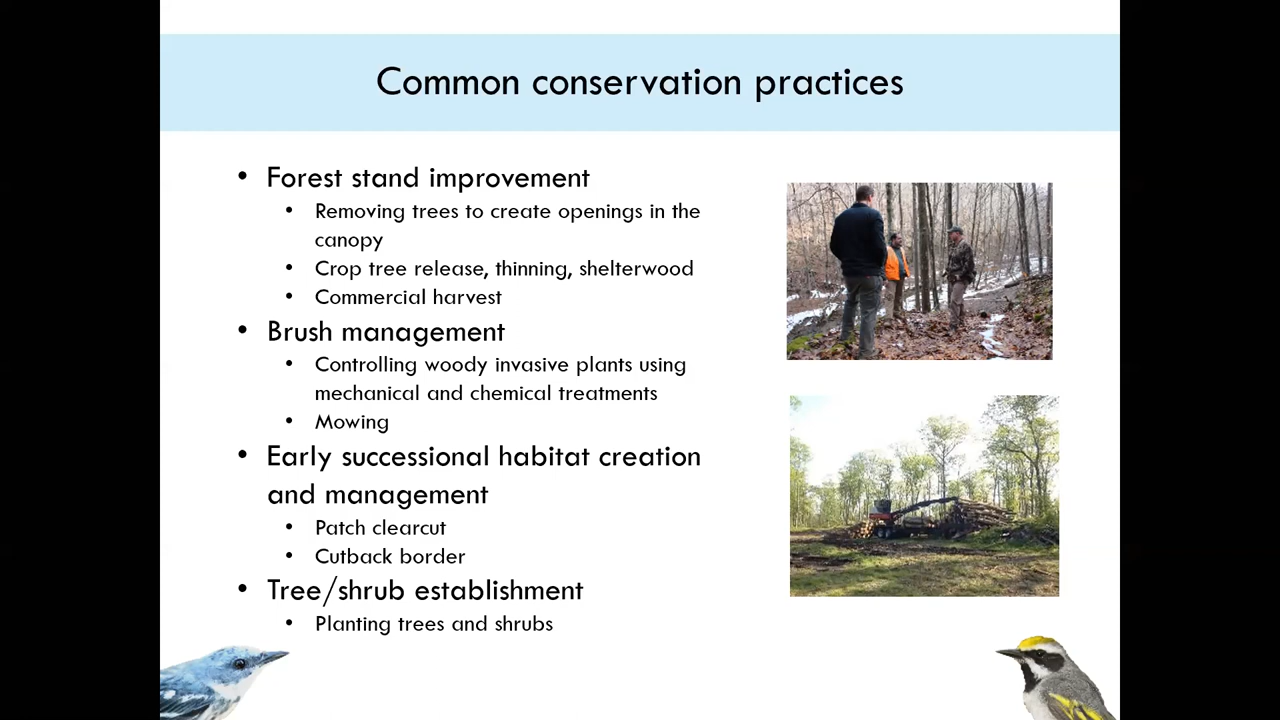 Common conservation practices
• Forest stand improvement
• Removing trees to create openings in the
canopy
• Crop tree release, thinning, shelterwood
• Commercial harvest
• Brush management
• Controlling woody invasive plants using
mechanical and chemical treatments
• Mowing
• Early successional habitat creation
and management
• Patch clearcut
• Cutback border
• Tree/shrub establishment
• Planting trees and shrubs